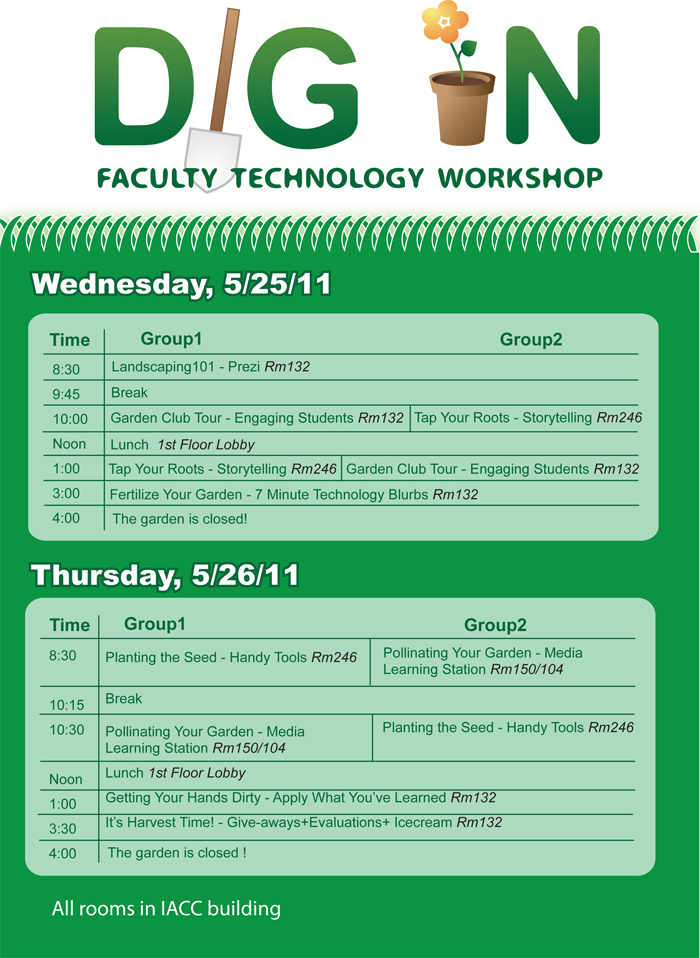 DIG IN
FACULTY TECHNOLOGY WORKSHOP
Wednesday, 5/25/11
Time Group1 Group2
8:30 Landscaping101 - Prezi Rm132
9:45 Break
10:00 Garden Club Tour - Engaging Students Rm132 Tap Your Roots - Storytelling Rm246
Noon Lunch 1st Floor Lobby
1:00 Tap Your Roots - Storytelling Rm246 Garden Club Tour - Engaging Students Rm132
3:00 Fertilize Your Garden - 7 Minute Technology Blurbs Rm132
4:00 The garden is closed!
Thursday, 5/26/11
Time Group1 Group2
8:30 Planting the Seed - Handy Tools Rm246 Pollinating Your Garden - Media
Learning Station Rm150/104
10:15 Break
10:30 Pollinating Your Garden - Media
Learning Station Rm150/104 Planting the Seed - Handy Tools Rm246
Noon Lunch 1st Floor Lobby
1:00 Getting Your Hands Dirty - Apply What You've Learned Rm132
3:30 It's Harvest Time! - Give-aways+Evaluations+ Icecream Rm132
4:00 The garden is closed !
All rooms in IACC building